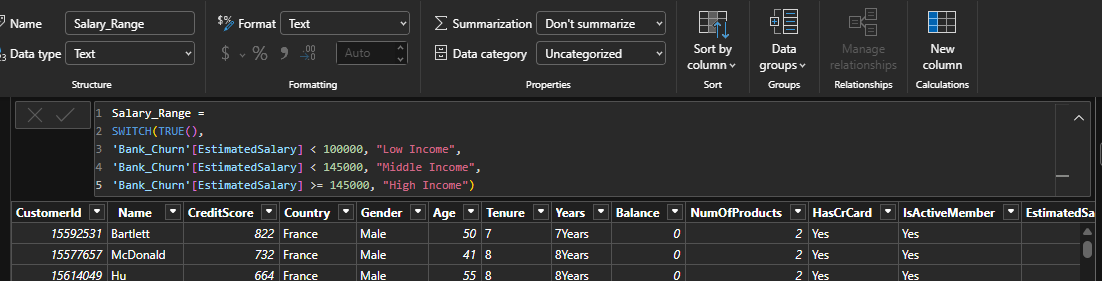 Name Salary_Range Format Text Summarization Don't summarize
Data type Text $ % Auto Data category Uncategorized
Sort by column Data groups Manage relationships New column
Structure Formatting Properties Sort Groups Relationships Calculations
1 Salary_Range =
2 SWITCH(TRUE(),
3 'Bank_Churn'[EstimatedSalary] < 100000, "Low Income",
4 'Bank_Churn'[EstimatedSalary] < 145000, "Middle Income",
5 'Bank_Churn'[EstimatedSalary] >= 145000, "High Income")
CustomerId Name CreditScore Country Gender Age Tenure Years Balance NumOfProducts HasCrCard IsActiveMember EstimatedSa
15592531 Bartlett 822 France Male 50 7 7Years 0 2 Yes Yes
15577657 McDonald 732 France Male 41 8 8Years 0 2 Yes Yes
15614049 Hu 664 France Male 55 8 8Years 0 2 Yes Yes